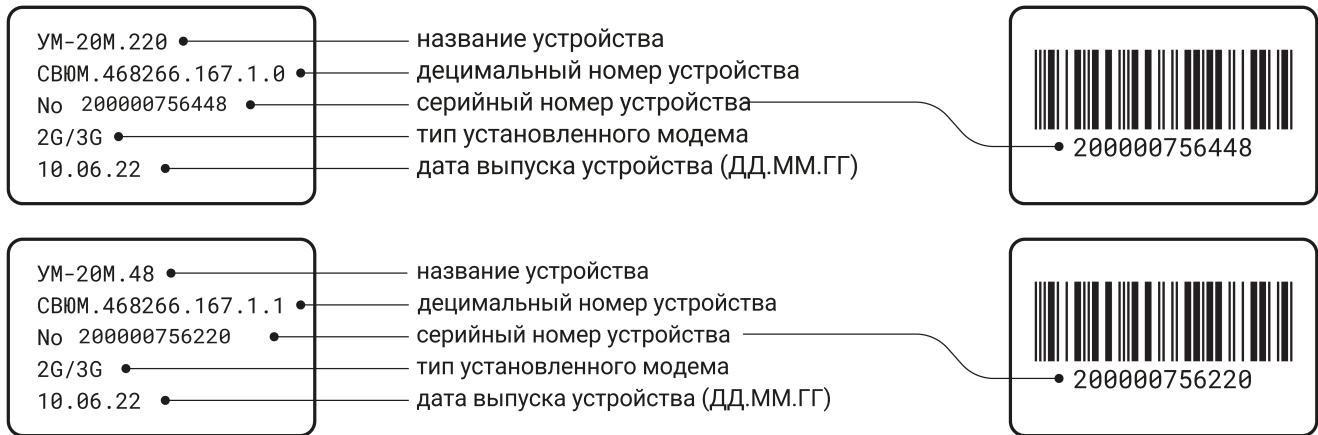 УМ-20М.220 название устройства
СВЮМ.468266.167.1.0 децимальный номер устройства
No 200000756448 серийный номер устройства
2G/3G тип установленного модема
200000756448
10.06.22 дата выпуска устройства (ДД.ММ.ГГ)
УМ-20М.48 название устройства
СВЮМ.468266.167.1.1 децимальный номер устройства
No 200000756220 серийный номер устройства
2G/3G тип установленного модема
200000756220
10.06.22 дата выпуска устройства (ДД.ММ.ГГ)